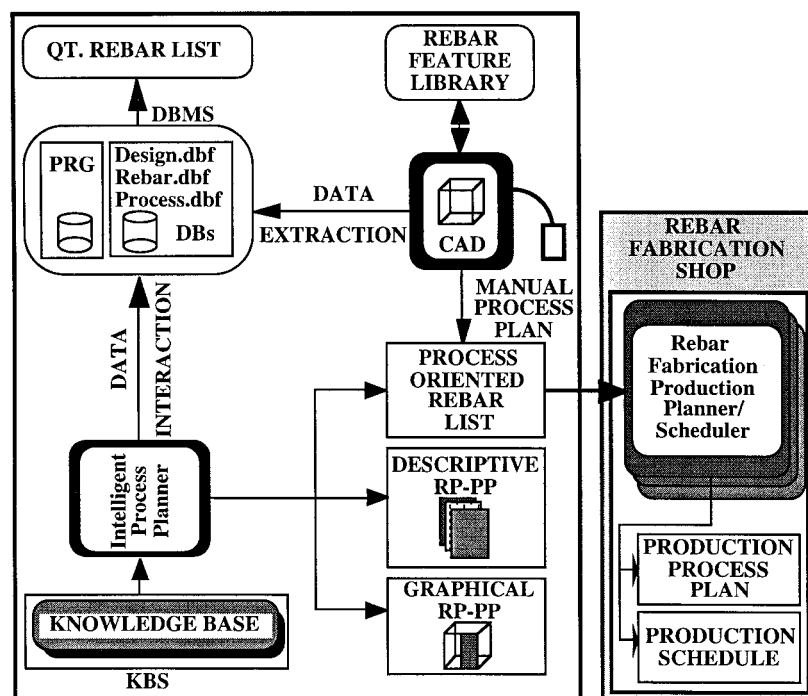 QT. REBAR LIST
REBAR
FEATURE
LIBRARY
DBMS
PRG
Design.dbf
Rebar.dbf
Process.dbf
DBs
DATA
EXTRACTION
CAD
MANUAL
PROCESS
PLAN
DATA
INTERACTION
PROCESS
ORIENTED
REBAR
LIST
Intelligent
Process
Planner
DESCRIPTIVE
RP-PP
GRAPHICAL
RP-PP
KNOWLEDGE BASE
KBS
REBAR
FABRICATION
SHOP
Rebar
Fabrication
Production
Planner/
Scheduler
PRODUCTION
PROCESS
PLAN
PRODUCTION
SCHEDULE